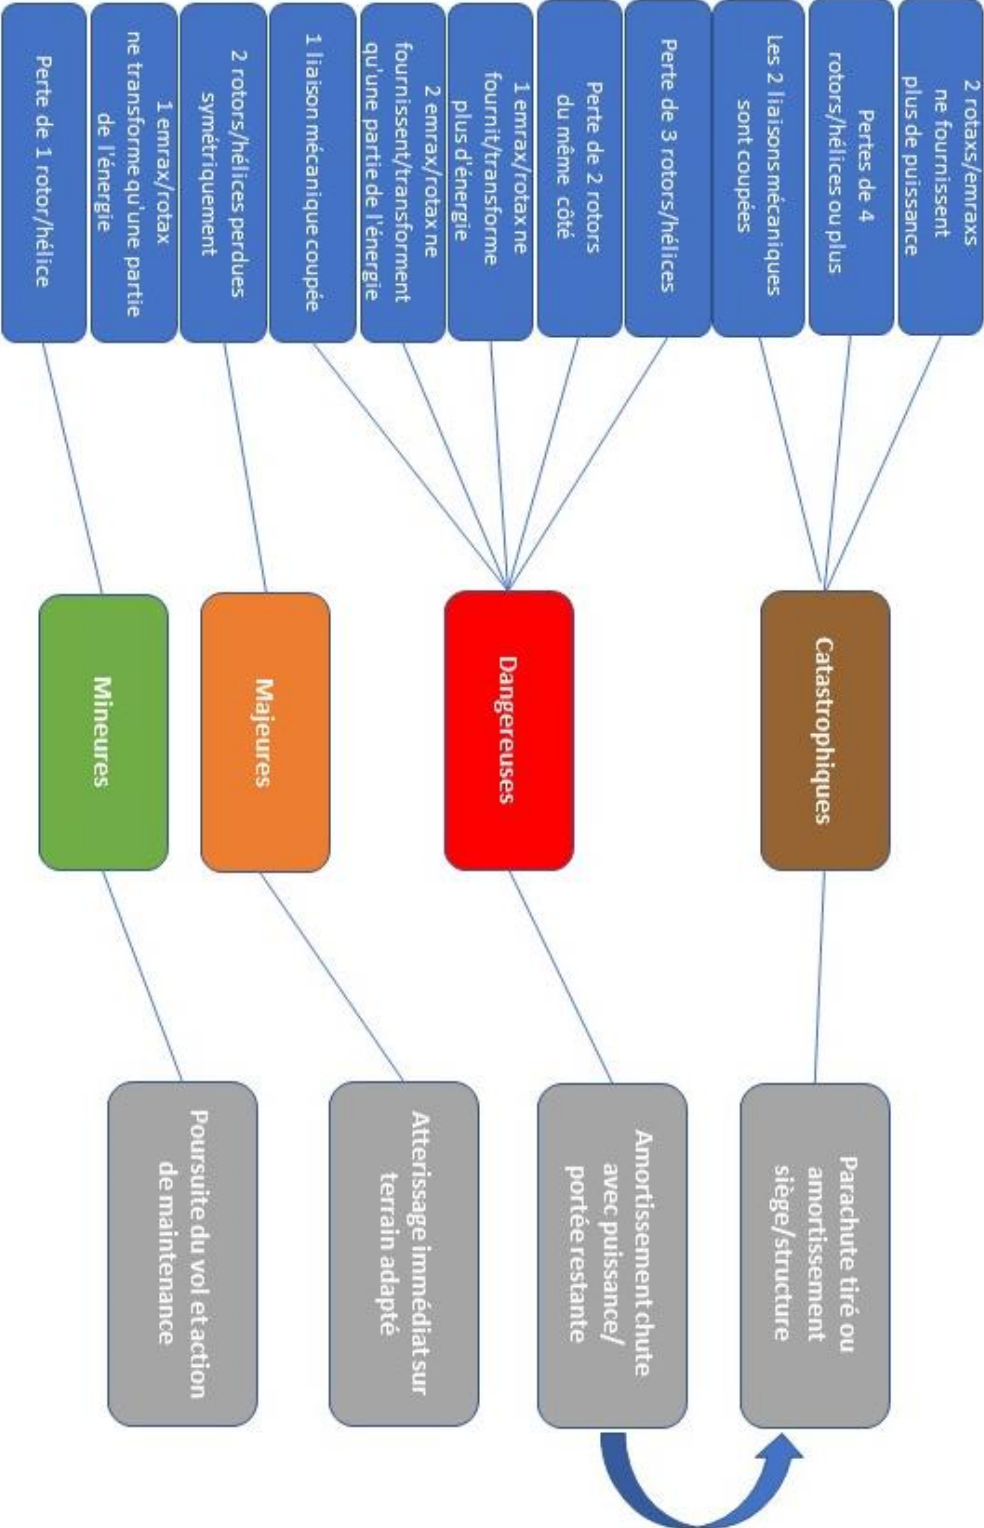 2 rotaxs/emraxs
ne fournissent
plus de puissance
Pertes de 4
rotors/hélices ou plus
Les 2 liaisons mécaniques
sont coupées
Perte de 3 rotors/hélices
Perte de 2 rotors
du même côté
1 emrax/rotax ne
fournit/transforme
plus d'énergie
2 emrax/rotax ne
fournissent/transforment
qu'une partie de l'énergie
1 liaison mécanique coupée
2 rotors/hélices perdues
symétriquement
1 emrax/rotax
ne transforme qu'une partie
de l'énergie
Perte de 1 rotor/hélice
Catastrophiques
Dangereuses
Majeures
Mineures
Parachute tiré ou
amortissement
siège/structure
Amortissement chute
avec puissance/
portée restante
Atterissage immédiat sur
terrain adapté
Poursuite du vol et action
de maintenance